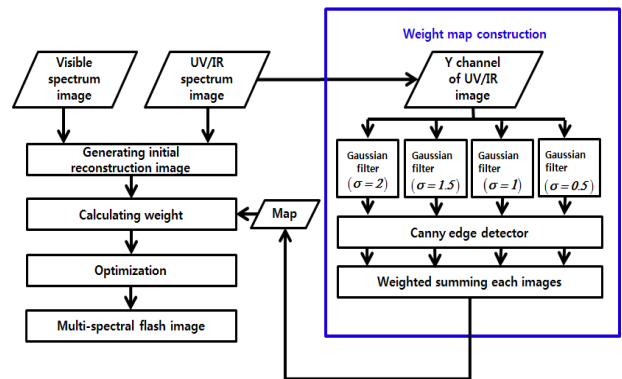 Weight map construction
Visible
spectrum
image
UV/IR
spectrum
image
Y channel
of UV/IR
image
Generating initial
reconstruction image
Gaussian
filter
(σ=2)
Gaussian
filter
(σ=1.5)
Gaussian
filter
(σ=1)
Gaussian
filter
(σ=0.5)
Calculating weight
Map
Canny edge detector
Optimization
Weighted summing each images
Multi-spectral flash image